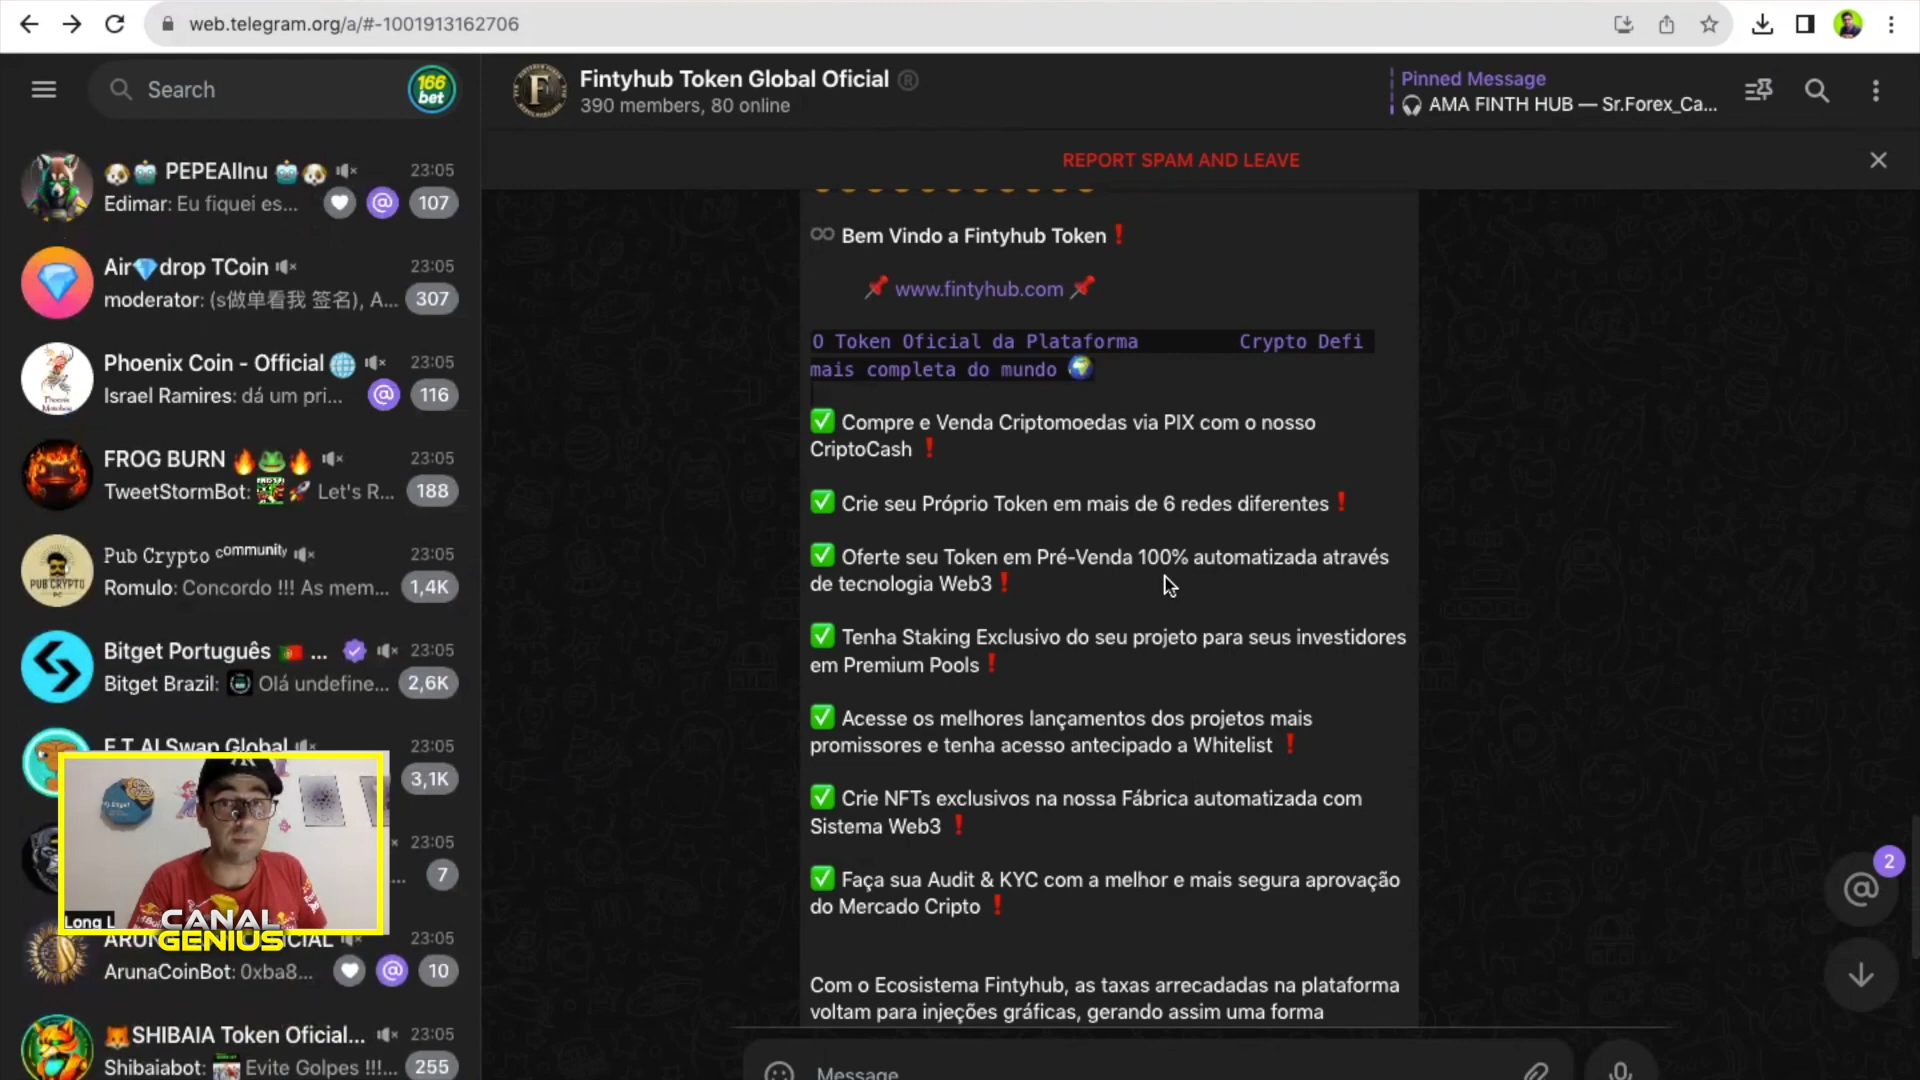 web.telegram.org/a/#-1001913162706
Search
166
bet
Fintyhub Token Global Oficial ®
390 members, 80 online
Pinned Message
🎧 AMA FINTH HUB — Sr.Forex_Ca...
REPORT SPAM AND LEAVE
🐶🤖 PEPEAIInu 🤖🐶
23:05
Edimar: Eu fiquei es...
107
Air💎drop TCoin
23:05
moderator: (s做单看我 签名), A...
307
Phoenix Coin - Official 🌐
23:05
Israel Ramires: dá um pri...
116
FROG BURN 🔥🐸🔥
23:05
TweetStormBot: 🚀 Let's R...
188
Pub Crypto community
23:05
PUB CRYPTO
PC
Romulo: Concordo !!! As mem...
1,4K
Bitget Português 🇵🇹 ...
23:05
Bitget Brazil: Olá undefine...
2,6K
E.T AI Swap Global
23:05
3,1K
23:05
...
7
Bitget
Long L
CANAL
GENIUS
23:05
ArunaCoinBot: 0xba8...
10
🦊SHIBAIA Token Oficial...
23:05
Shibaiabot: Evite Golpes !!!...
255
∞ Bem Vindo a Fintyhub Token❗
📌 www.fintyhub.com 📌
O Token Oficial da Plataforma Crypto Defi
mais completa do mundo 🌍
✅ Compre e Venda Criptomoedas via PIX com o nosso
CriptoCash ❗
✅ Crie seu Próprio Token em mais de 6 redes diferentes❗
✅ Oferte seu Token em Pré-Venda 100% automatizada através
de tecnologia Web3❗
✅ Tenha Staking Exclusivo do seu projeto para seus investidores
em Premium Pools❗
✅ Acesse os melhores lançamentos dos projetos mais
promissores e tenha acesso antecipado a Whitelist ❗
✅ Crie NFTs exclusivos na nossa Fábrica automatizada com
Sistema Web3 ❗
✅ Faça sua Audit & KYC com a melhor e mais segura aprovação
do Mercado Cripto ❗
Com o Ecosistema Fintyhub, as taxas arrecadadas na plataforma
voltam para injeções gráficas, gerando assim uma forma
2
Message